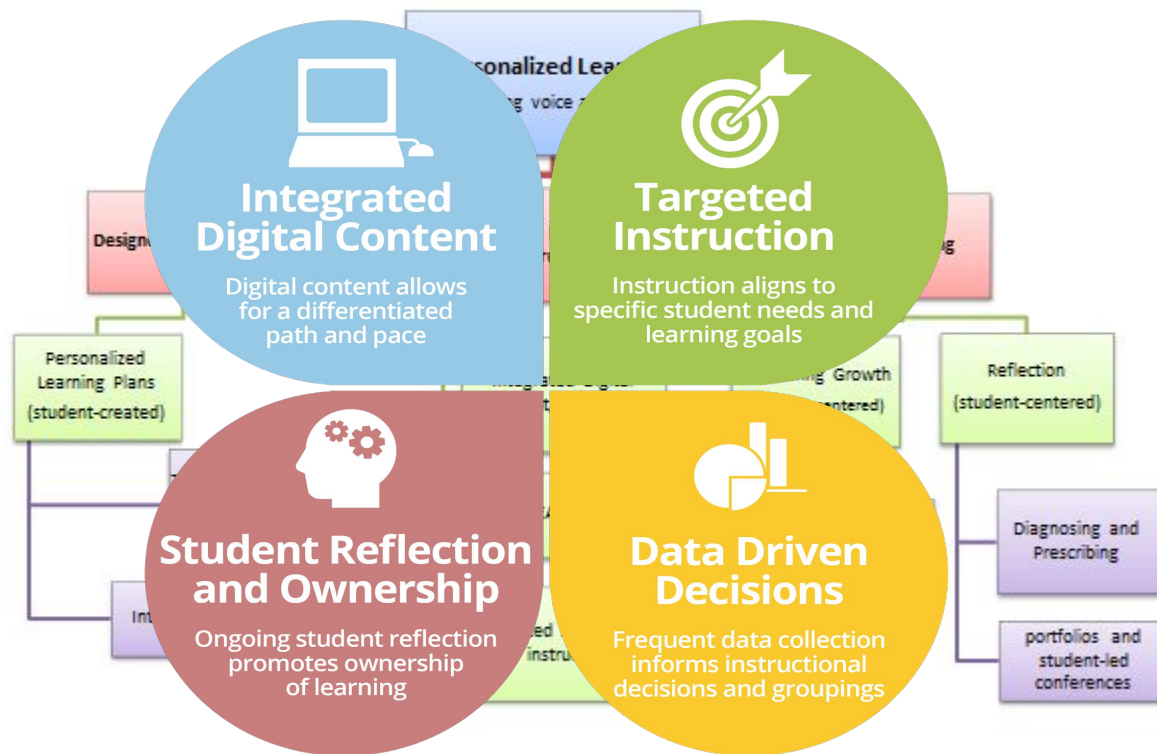 Integrated
Digital Content
Digital content allows
for a differentiated
path and pace
Targeted
Instruction
Instruction aligns to
specific student needs and
learning goals
Student Reflection
and Ownership
Ongoing student reflection
promotes ownership
of learning
Data Driven
Decisions
Frequent data collection
informs instructional
decisions and groupings
voice
Personalized
Learning Plans
(student-created)
Growth
Reflection
(student-centered)
Diagnosing and
Prescribing
portfolios and
student-led
conferences